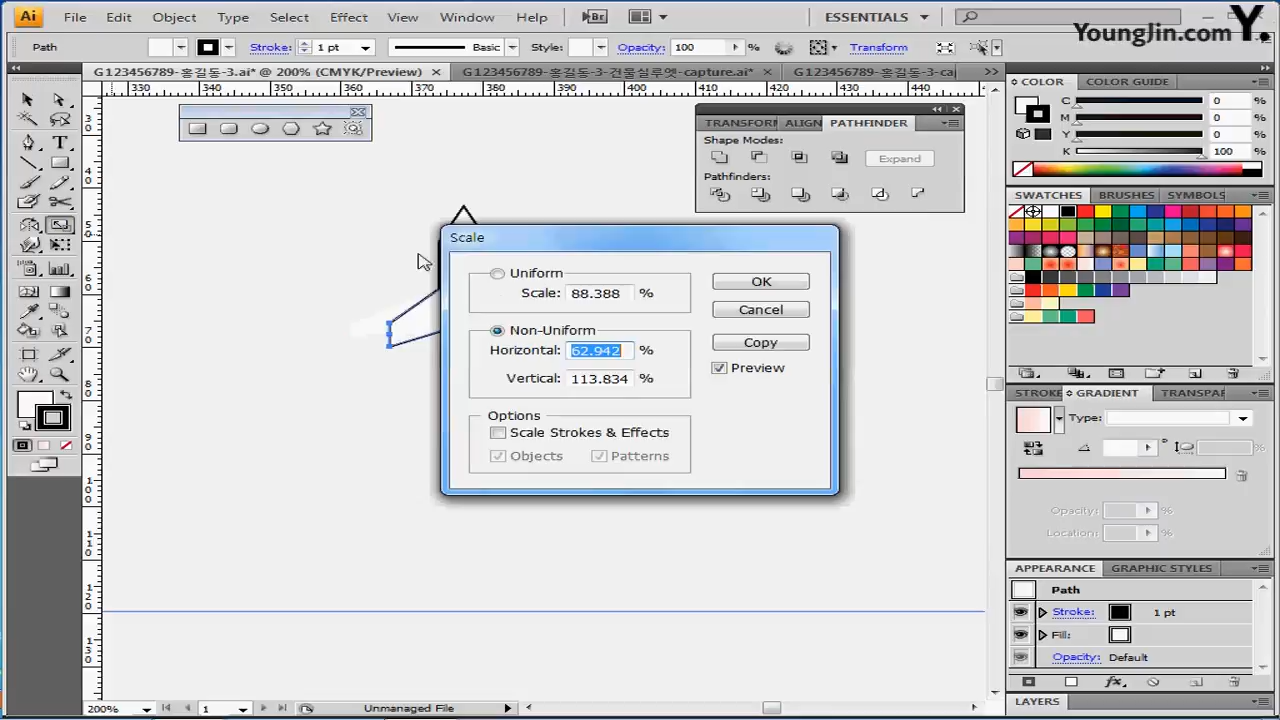 Ai File Edit Object Type Select Effect View Window Help Br ESSENTIALS
YoungJin.com Y.
Path Stroke: 1 pt Basic Style: Opacity: 100 % Transform
G123456789-홍길동-3.ai* @ 200% (CMYK/Preview) × G123456789-홍길동-3-건물실루엣-capture.ai* × G123456789-홍길동-3-ca
330 340 350 360 370 380 390 400 410 420 430 440
COLOR COLOR GUIDE
C 0 %
M 0 %
Y 0 %
K 100 %
TRANSFORM ALIGN PATHFINDER
Shape Modes:
Expand
Pathfinders:
SWATCHES BRUSHES SYMBOLS
Scale
Uniform
Scale: 88.388 %
Non-Uniform
Horizontal: 62.942 %
Vertical: 113.834 %
Options
Scale Strokes & Effects
Objects Patterns
OK
Cancel
Copy
Preview
STROKE GRADIENT TRANSPAR
Type:
Opacity: %
Location: %
APPEARANCE GRAPHIC STYLES
Path
Stroke: 1 pt
Fill:
Opacity: Default
fx
LAYERS
200% 1 Unmanaged File